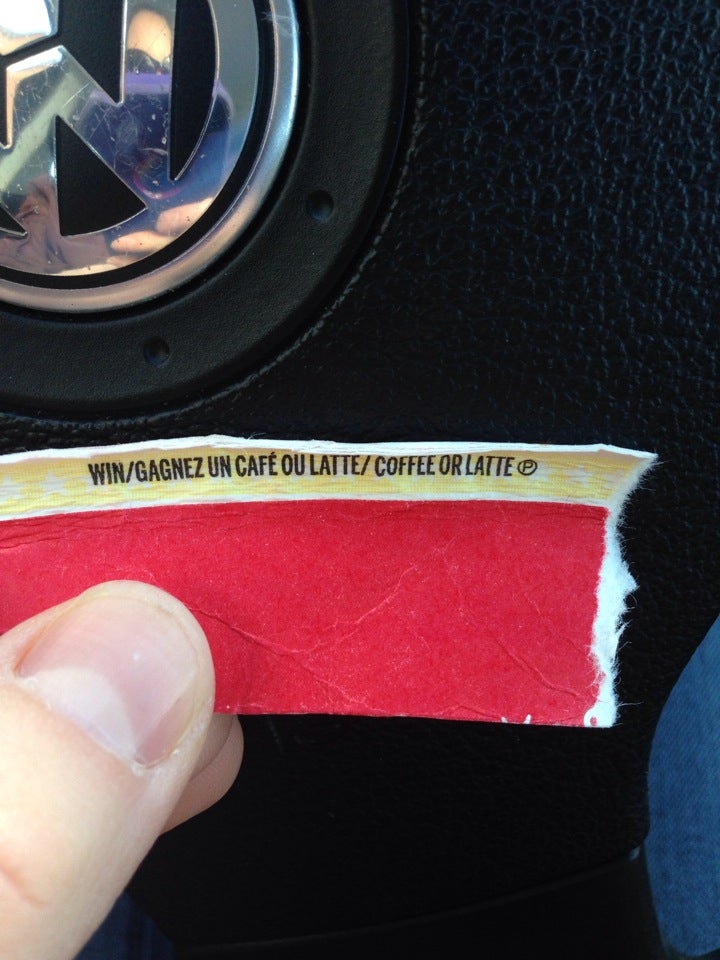 WIN/GAGNEZ UN CAFÉ OU LATTE/ COFFEE OR LATTE Ⓟ